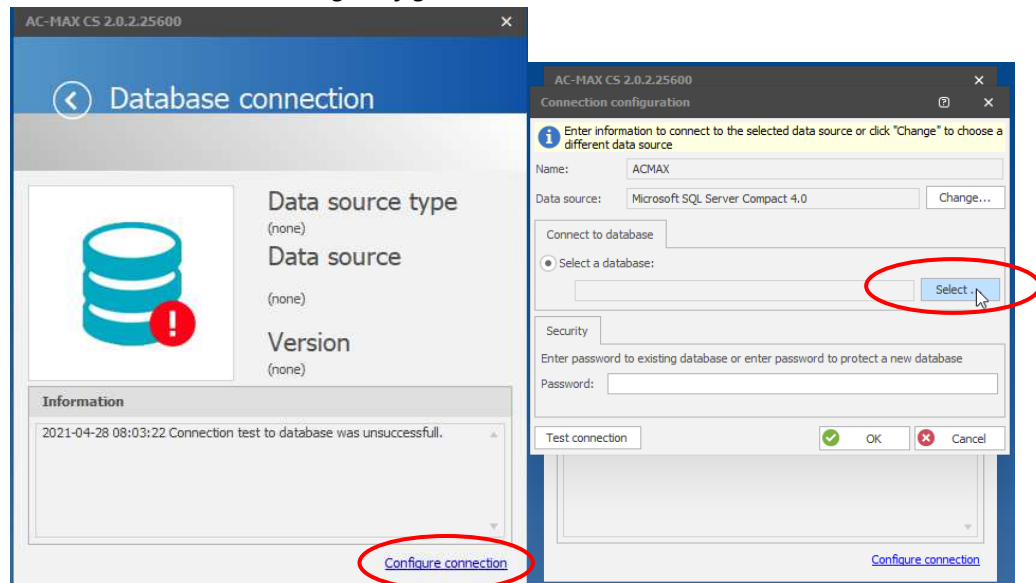 AC-MAX CS 2.0.2.25600
Database connection
Data source type
(none)
Data source
(none)
Version
(none)
Information
2021-04-28 08:03:22 Connection test to database was unsuccessfull.
Configure connection
AC-MAX CS 2.0.2.25600
Connection configuration
Enter information to connect to the selected data source or click "Change" to choose a
different data source
Name: ACMAX
Data source: Microsoft SQL Server Compact 4.0 Change...
Connect to database
Select a database:
Select ...
Security
Enter password to existing database or enter password to protect a new database
Password:
Test connection OK Cancel
Configure connection